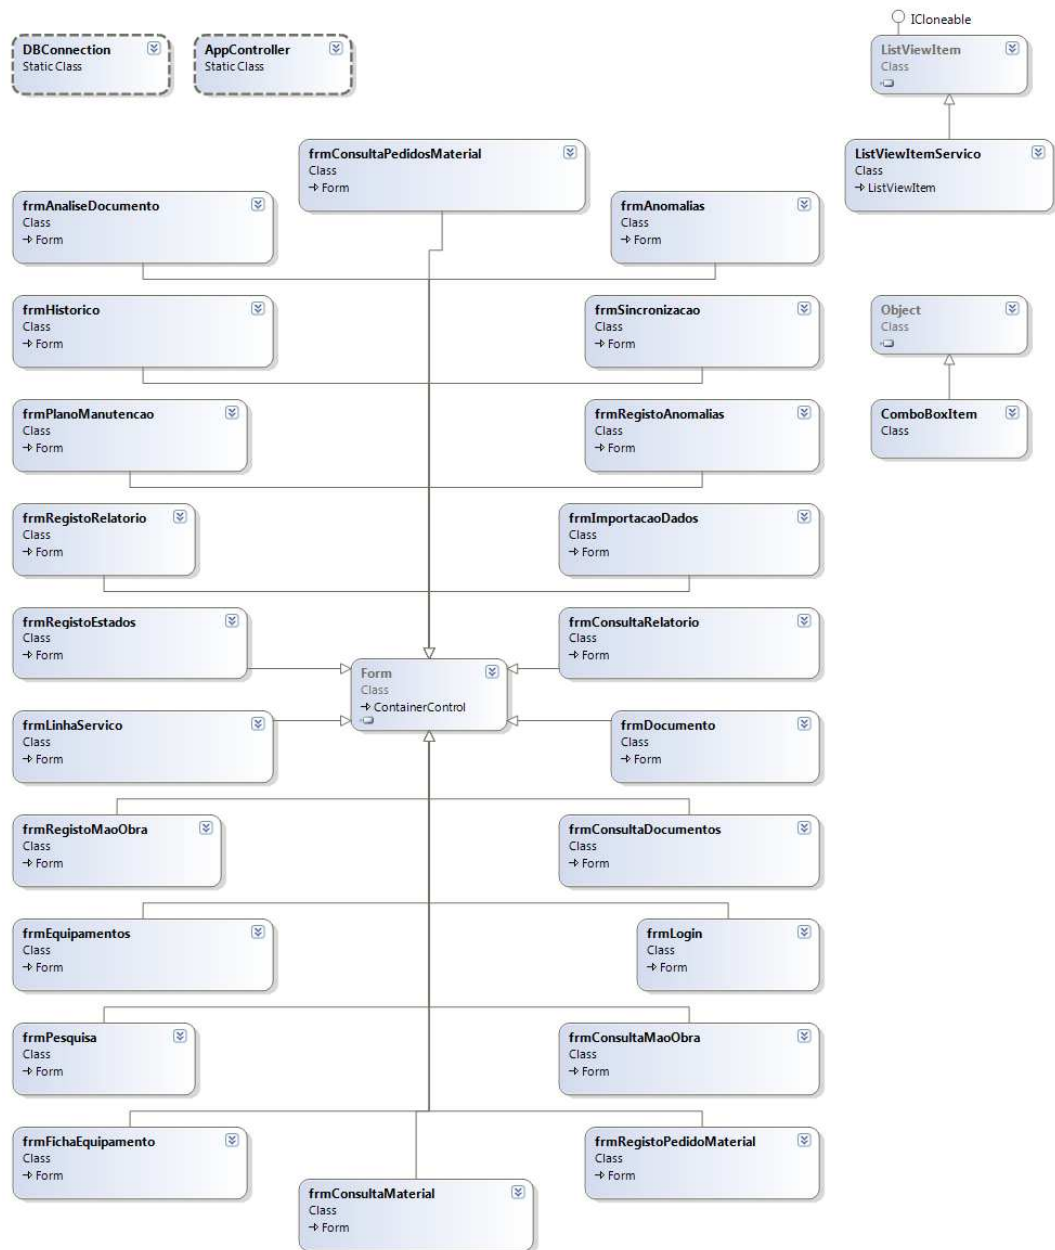 ICloneable
DBConnection
Static Class
AppController
Static Class
ListViewItem
Class
frmConsultaPedidosMaterial
Class
Form
ListViewItemServico
Class
ListViewItem
frmAnaliseDocumento
Class
Form
frmAnomalias
Class
Form
frmHistorico
Class
Form
frmSincronizacao
Class
Form
Object
Class
frmPlanoManutencao
Class
Form
frmRegistoAnomalias
Class
Form
ComboBoxItem
Class
frmRegistoRelatorio
Class
Form
frmImportacaoDados
Class
Form
frmRegistoEstados
Class
Form
frmConsultaRelatorio
Class
Form
Form
Class
ContainerControl
frmLinhaServico
Class
Form
frmDocumento
Class
Form
frmRegistoMaoObra
Class
Form
frmConsultaDocumentos
Class
Form
frmEquipamentos
Class
Form
frmLogin
Class
Form
frmPesquisa
Class
Form
frmConsultaMaoObra
Class
Form
frmFichaEquipamento
Class
Form
frmRegistoPedidoMaterial
Class
Form
frmConsultaMaterial
Class
Form